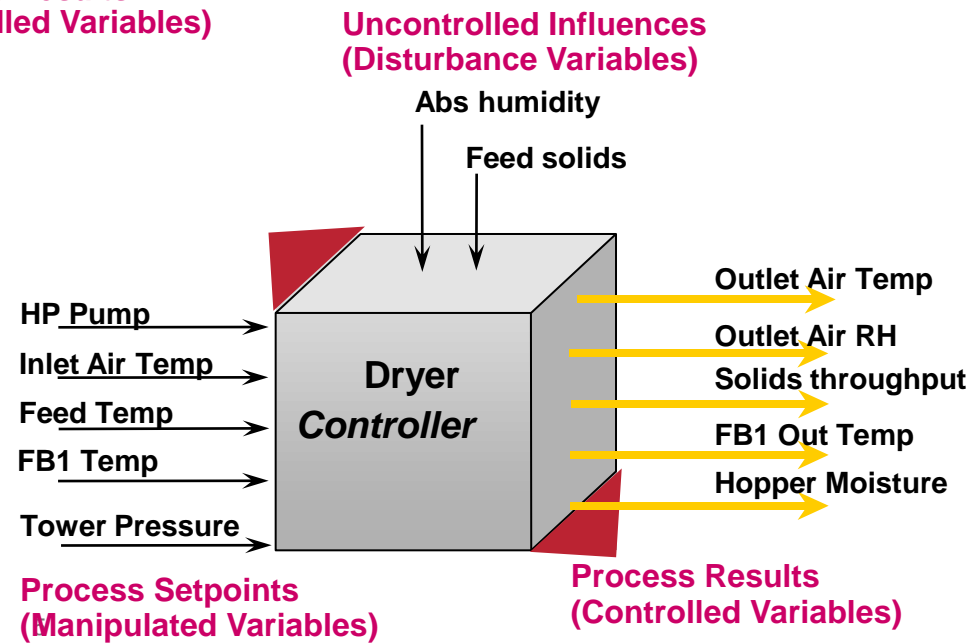 lled Variables)
Uncontrolled Influences
(Disturbance Variables)
Abs humidity
Feed solids
HP Pump
Inlet Air Temp
Feed Temp
FB1 Temp
Tower Pressure
Dryer
Controller
Outlet Air Temp
Outlet Air RH
Solids throughput
FB1 Out Temp
Hopper Moisture
Process Setpoints
(Manipulated Variables)
Process Results
(Controlled Variables)